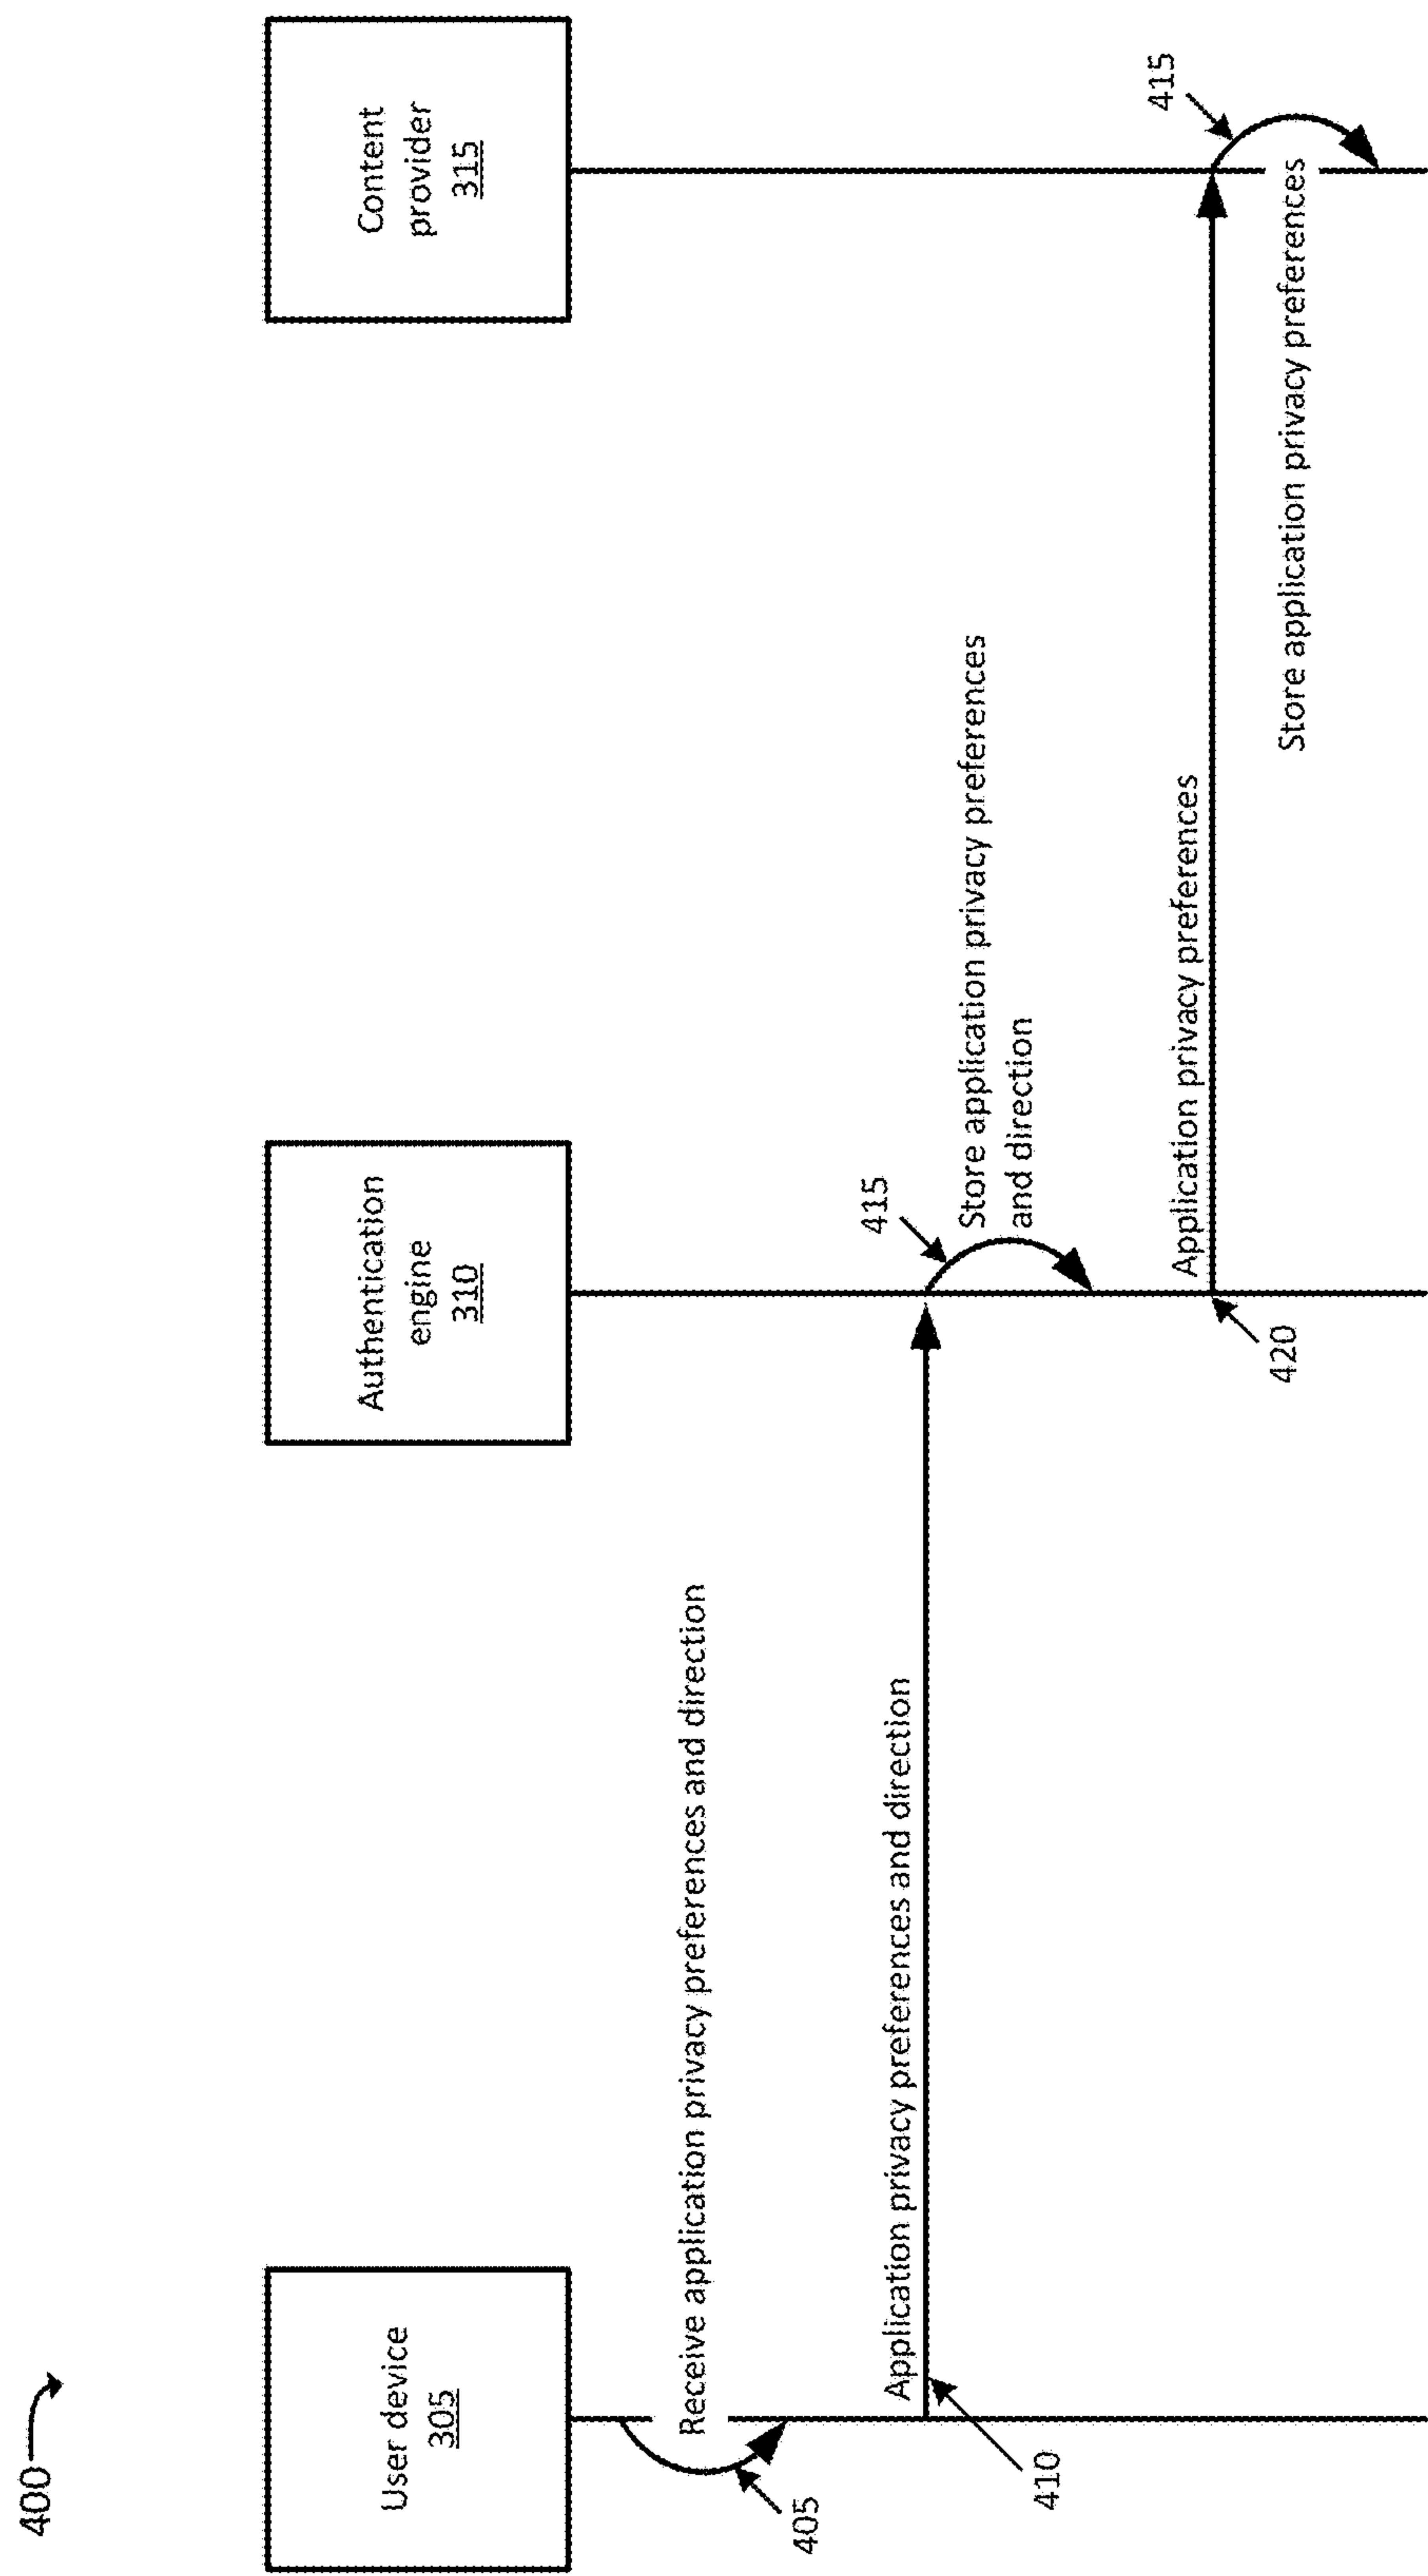 400
User device
305
Authentication
engine
310
Content
provider
315
Receive application privacy preferences and direction
405
Application privacy preferences and direction
410
415
Store application privacy preferences
and direction
Application privacy preferences
420
415
Store application privacy preferences